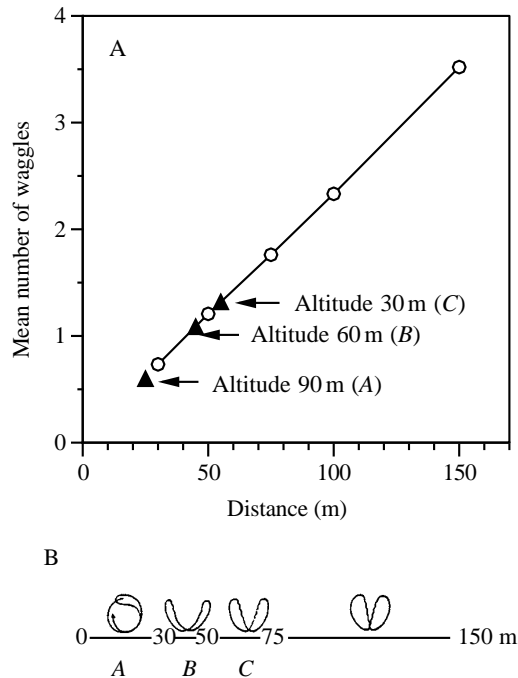 4
A
3
2
1
0
Mean number of waggles
Altitude 30 m (C)
Altitude 60 m (B)
Altitude 90 m (A)
0 50 100 150
Distance (m)
B
0 30 50 75 150 m
A B C